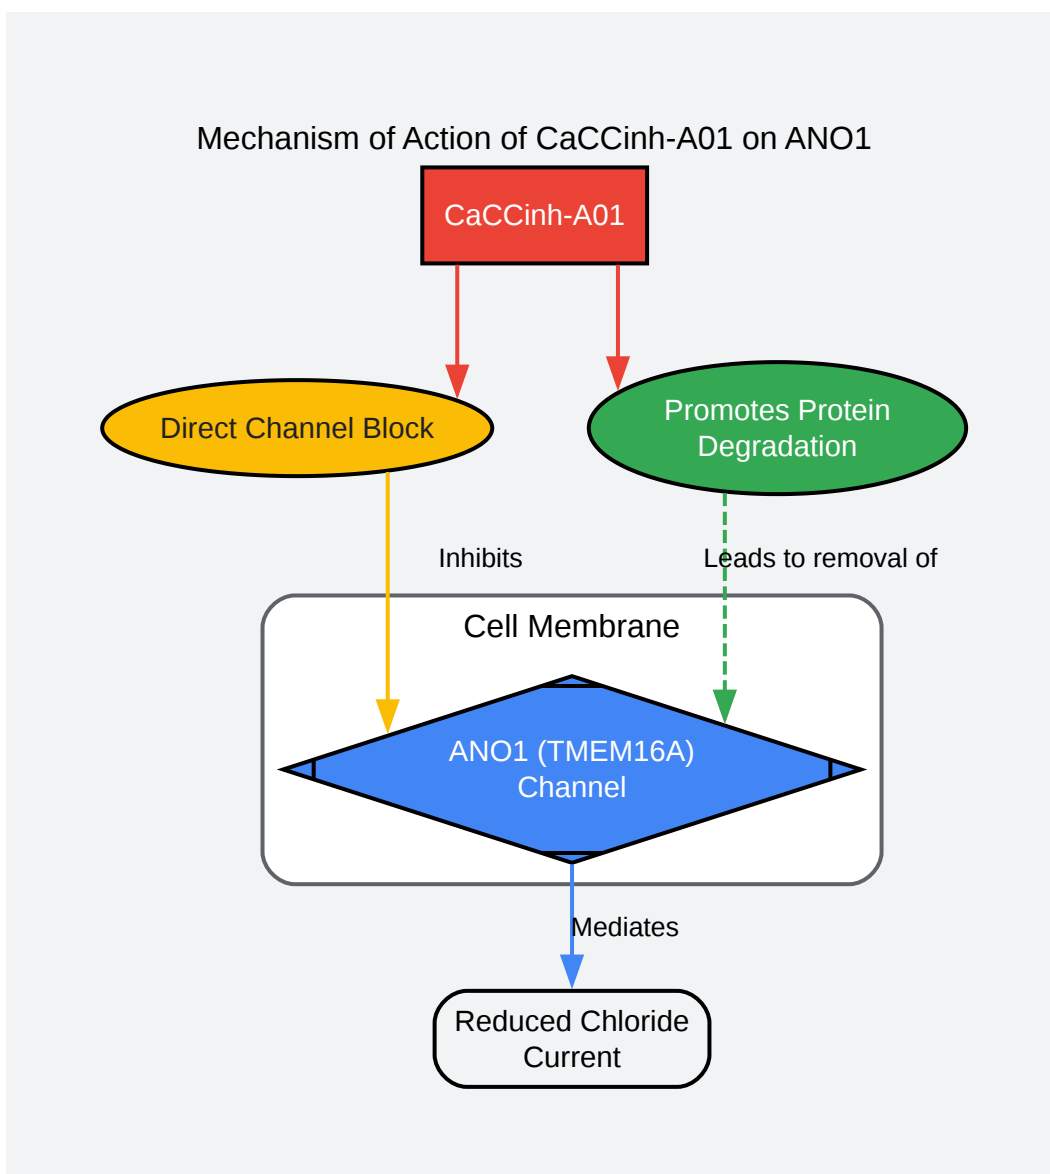 Mechanism of Action of CaCCinh-A01 on ANO1
CaCCinh-A01
Direct Channel Block
Promotes Protein
Degradation
Inhibits
Leads to removal of
Cell Membrane
ANO1 (TMEM16A)
Channel
Mediates
Reduced Chloride
Current